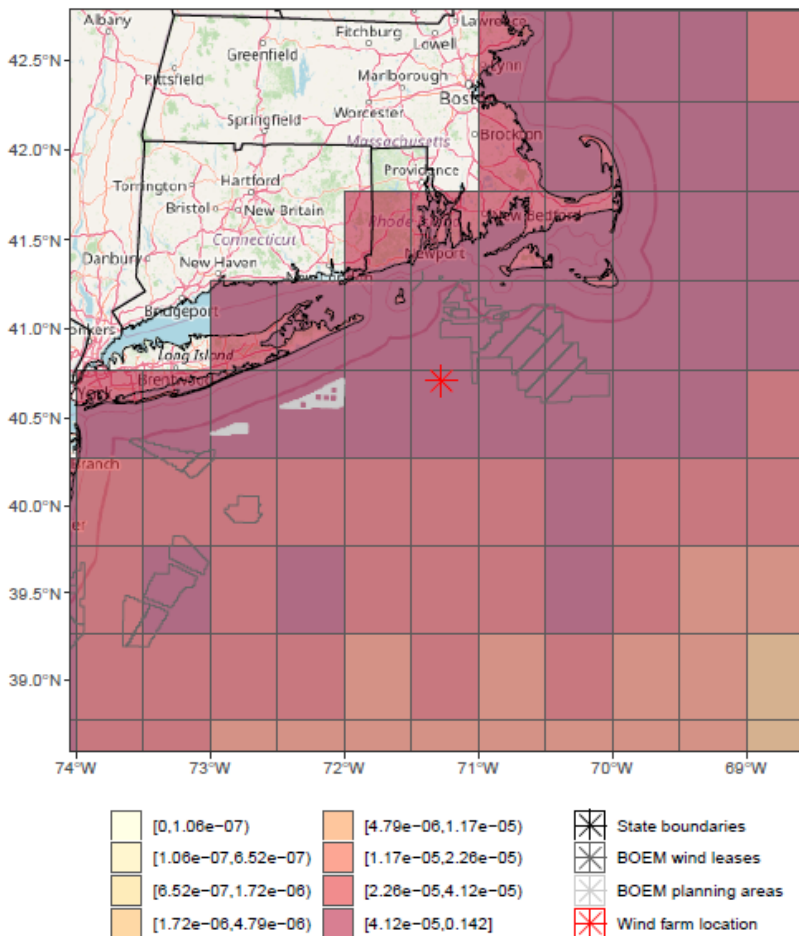 Albany
Fitchburg
Lawrence
42.5°N
Greenfield
Lowell
Pittsfield
Marlborough
Lynn
Worcester
Bost
Springfield
42.0°N
Massachusetts
Brockton
Torrington
Hartford
Providence
Bristol
New Britain
Rhode
New Bedford
41.5°N
Connecticut
Danbury
New Haven
Newport
Bridgeport
41.0°N
onkers
Long Island
York
Brentwood
40.5°N
Branch
40.0°N
et
39.5°N
39.0°N
74°W 73°W 72°W 71°W 70°W 69°W
[0,1.06e−07) [4.79e−06,1.17e−05) State boundaries
[1.06e−07,6.52e−07) [1.17e−05,2.26e−05) BOEM wind leases
[6.52e−07,1.72e−06) [2.26e−05,4.12e−05) BOEM planning areas
[1.72e−06,4.79e−06) [4.12e−05,0.142] Wind farm location